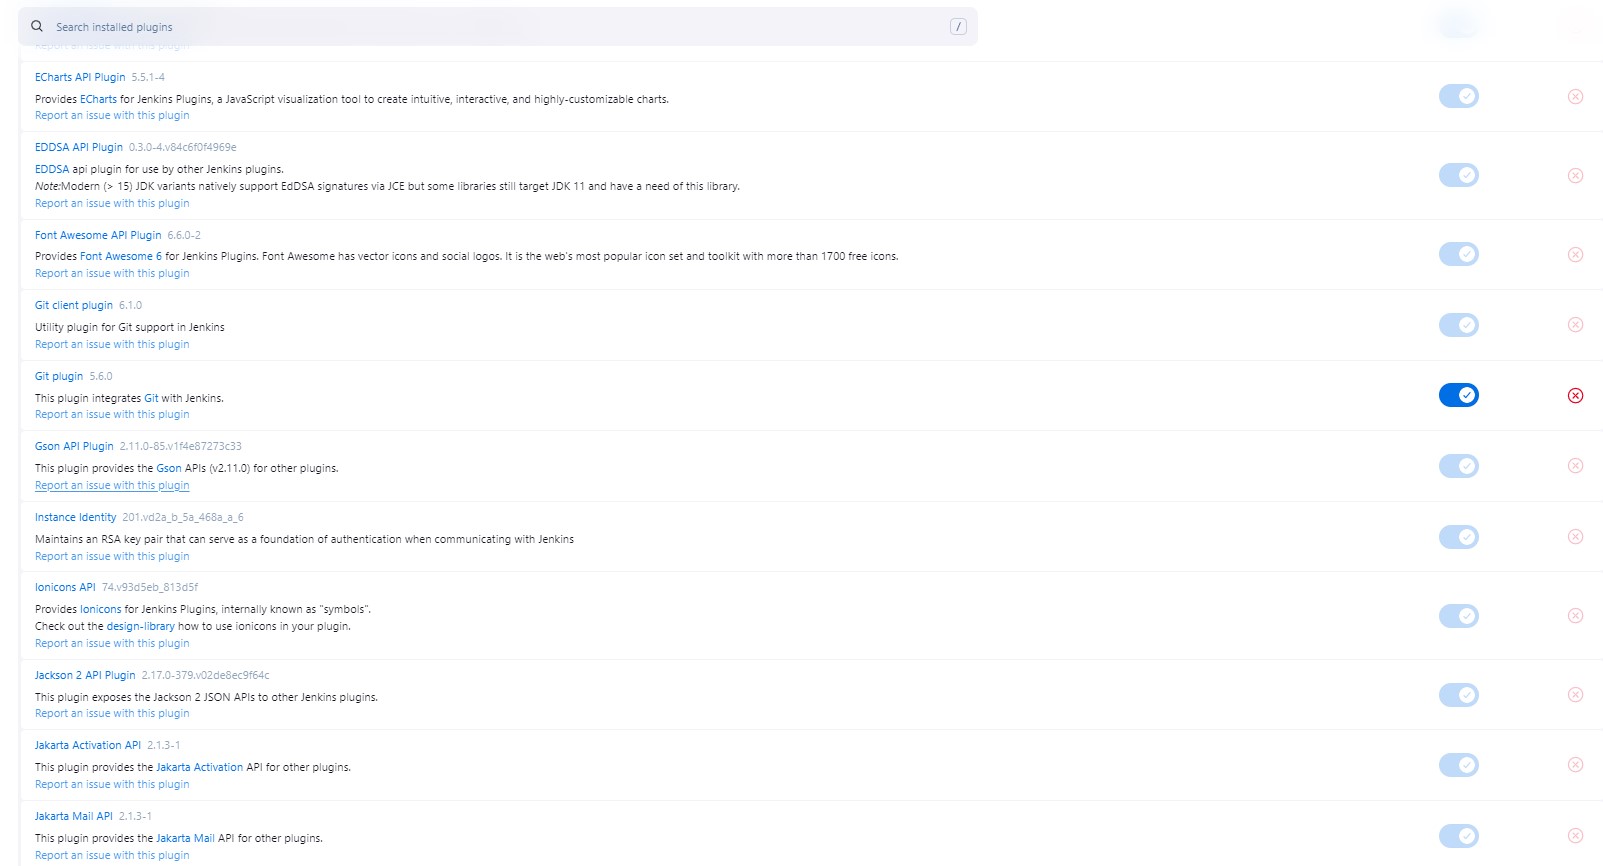 Search installed plugins /
Report an issue with this plugin
ECharts API Plugin 5.5.1-4
Provides ECharts for Jenkins Plugins, a JavaScript visualization tool to create intuitive, interactive, and highly-customizable charts.
Report an issue with this plugin
EDDSA API Plugin 0.3.0-4.v84c6f0f4969e
EDDSA api plugin for use by other Jenkins plugins.
Note:Modern (> 15) JDK variants natively support EdDSA signatures via JCE but some libraries still target JDK 11 and have a need of this library.
Report an issue with this plugin
Font Awesome API Plugin 6.6.0-2
Provides Font Awesome 6 for Jenkins Plugins. Font Awesome has vector icons and social logos. It is the web's most popular icon set and toolkit with more than 1700 free icons.
Report an issue with this plugin
Git client plugin 6.1.0
Utility plugin for Git support in Jenkins
Report an issue with this plugin
Git plugin 5.6.0
This plugin integrates Git with Jenkins.
Report an issue with this plugin
Gson API Plugin 2.11.0-85.v1f4e87273c33
This plugin provides the Gson APIs (v2.11.0) for other plugins.
Report an issue with this plugin
Instance Identity 201.vd2a_b_5a_468a_a_6
Maintains an RSA key pair that can serve as a foundation of authentication when communicating with Jenkins
Report an issue with this plugin
Ionicons API 74.v93d5eb_813d5f
Provides Ionicons for Jenkins Plugins, internally known as "symbols".
Check out the design-library how to use ionicons in your plugin.
Report an issue with this plugin
Jackson 2 API Plugin 2.17.0-379.v02de8ec9f64c
This plugin exposes the Jackson 2 JSON APIs to other Jenkins plugins.
Report an issue with this plugin
Jakarta Activation API 2.1.3-1
This plugin provides the Jakarta Activation API for other plugins.
Report an issue with this plugin
Jakarta Mail API 2.1.3-1
This plugin provides the Jakarta Mail API for other plugins.
Report an issue with this plugin